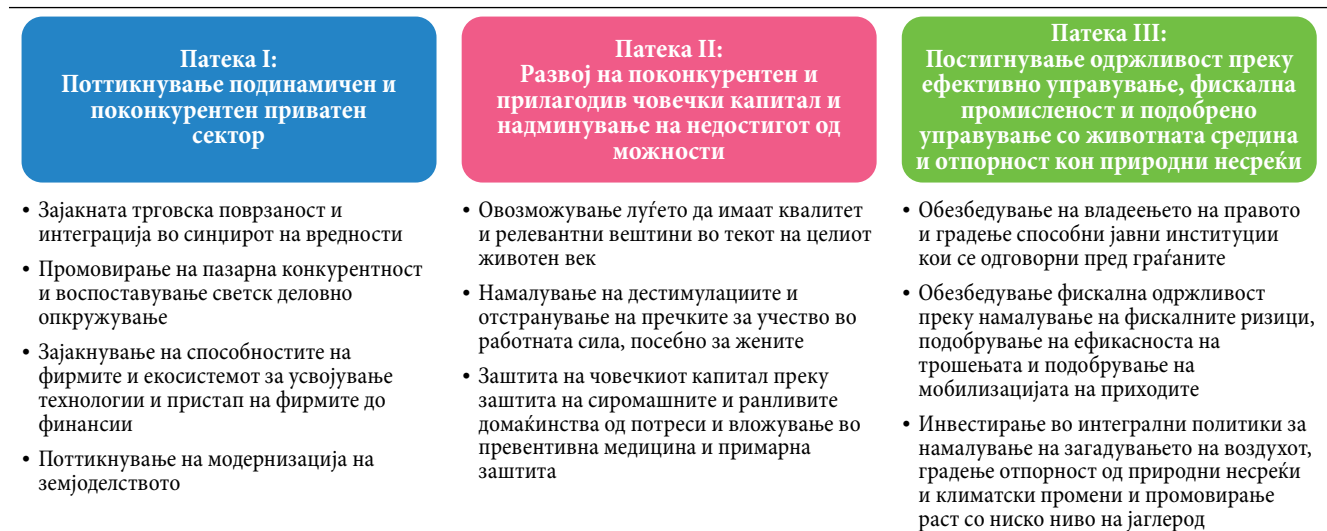 Патека I:
Поттикнување подинамичен и
поконкурентен приватен
сектор
• Зајакната трговска поврзаност и
интеграција во синџирот на вредности
• Промовирање на пазарна конкурентност
и воспоставување светск деловно
опкружување
• Зајакнување на способностите на
фирмите и екосистемот за усвојување
технологии и пристап на фирмите до
финансии
• Поттикнување на модернизација на
земјоделството
Патека II:
Развој на поконкурентен и
прилагодив човечки капитал и
надминување на недостигот од
можности
• Овозможување луѓето да имаат квалитет
и релевантни вештини во текот на целиот
животен век
• Намалување на дестимулациите и
отстранување на пречките за учество во
работната сила, посебно за жените
• Заштита на човечкиот капитал преку
заштита на сиромашните и ранливите
домаќинства од потреси и вложување во
превентивна медицина и примарна
заштита
Патека III:
Постигнување одржливост преку
ефективно управување, фискална
промисленост и подобрено
управување со животната средина
и отпорност кон природни несреќи
• Обезбедување на владеењето на правото
и градење способни јавни институции
кои се одговорни пред граѓаните
• Обезбедување фискална одржливост
преку намалување на фискалните ризици,
подобрување на ефикасноста на
трошењата и подобрување на
мобилизацијата на приходите
• Инвестирање во интегрални политики за
намалување на загадувањето на воздухот,
градење отпорност од природни несреќи
и климатски промени и промовирање
раст со ниско ниво на јаглерод